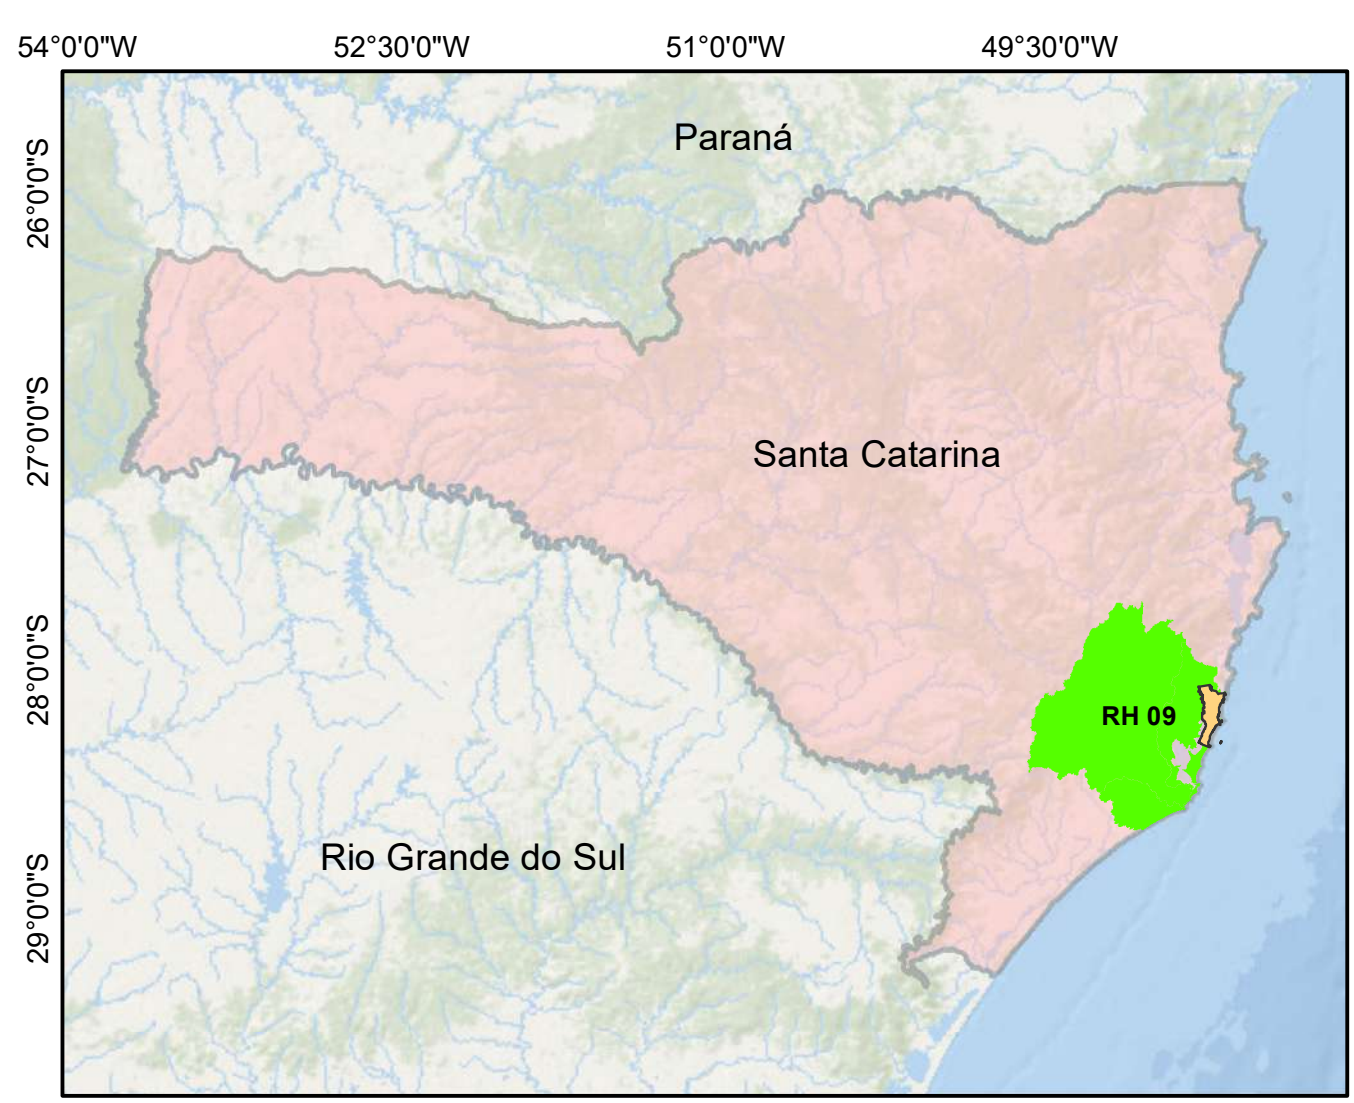 54°0'0"W
52°30'0"W
51°0'0"W
49°30'0"W
26°0'0"S
27°0'0"S
28°0'0"S
29°0'0"S
Paraná
Santa Catarina
RH 09
Rio Grande do Sul